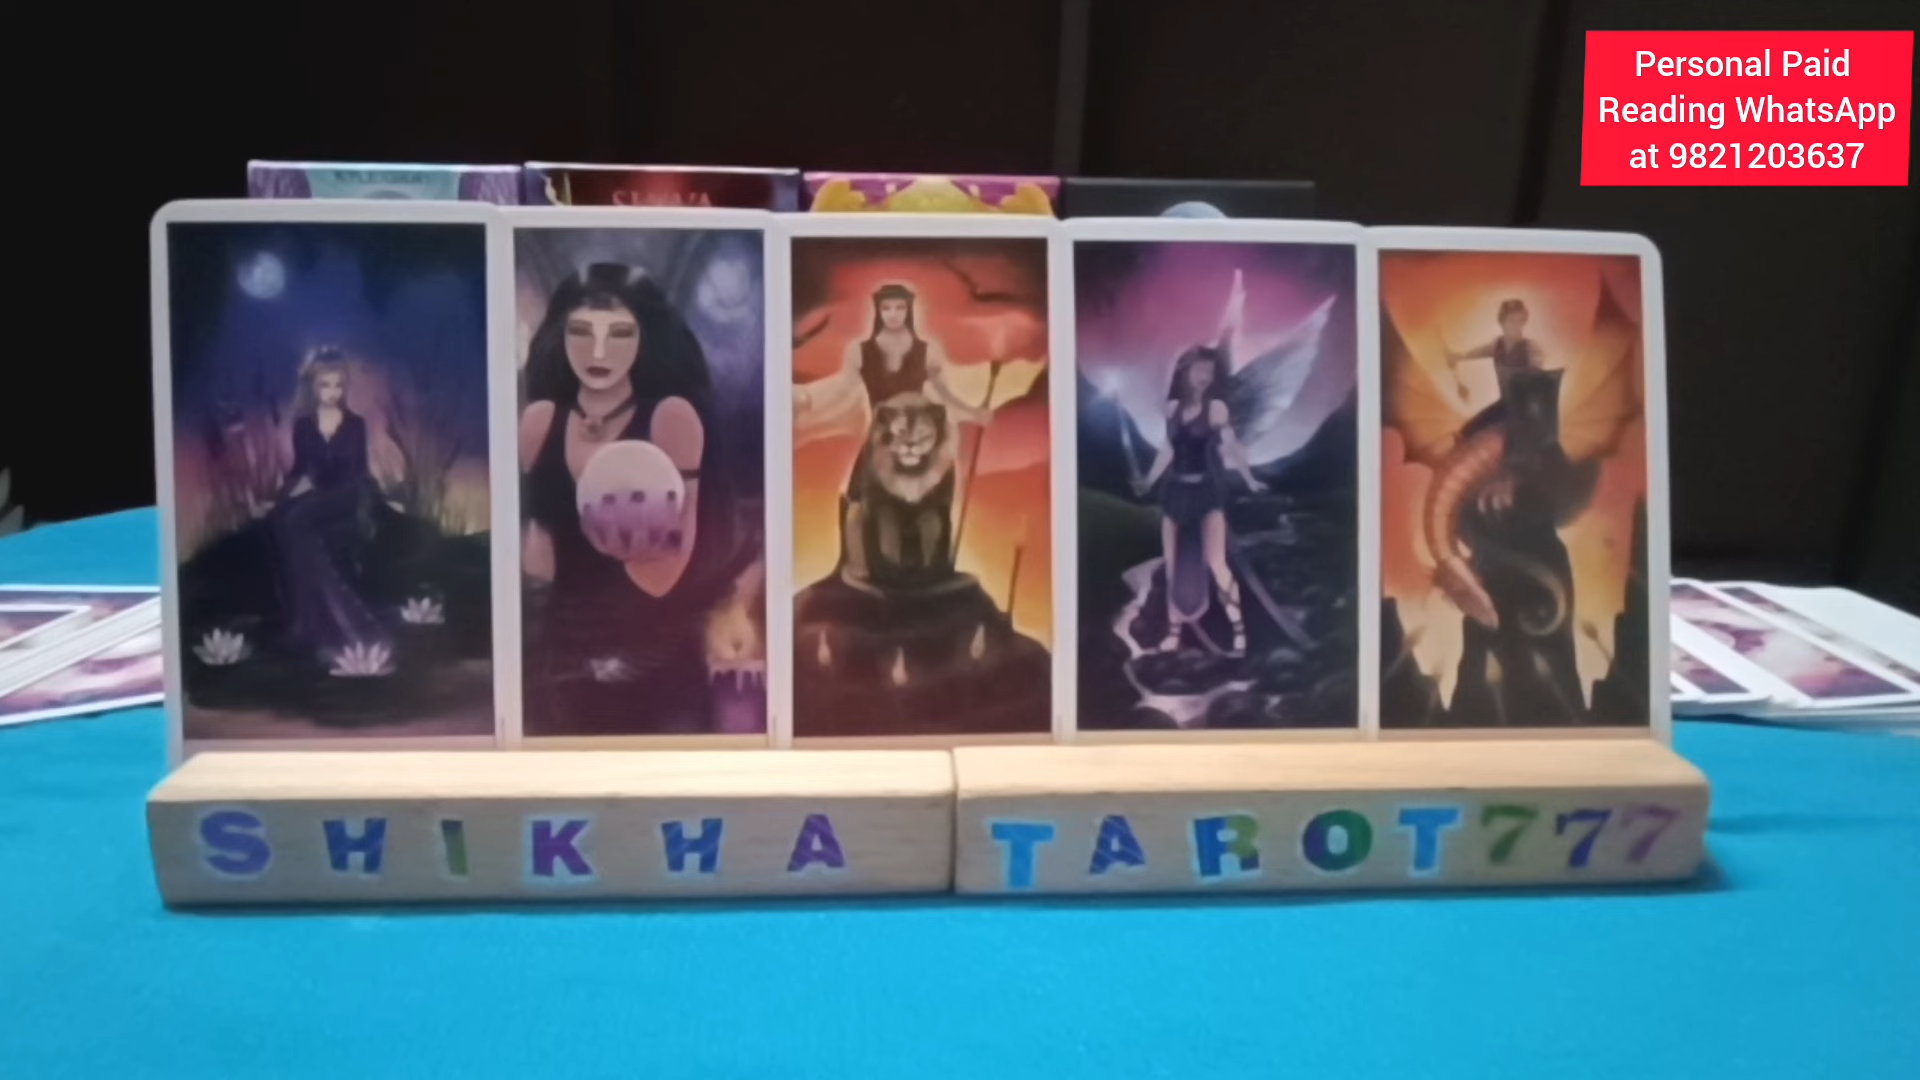 Personal Paid
Reading WhatsApp
at 9821203637
SHIKHA TAROT777